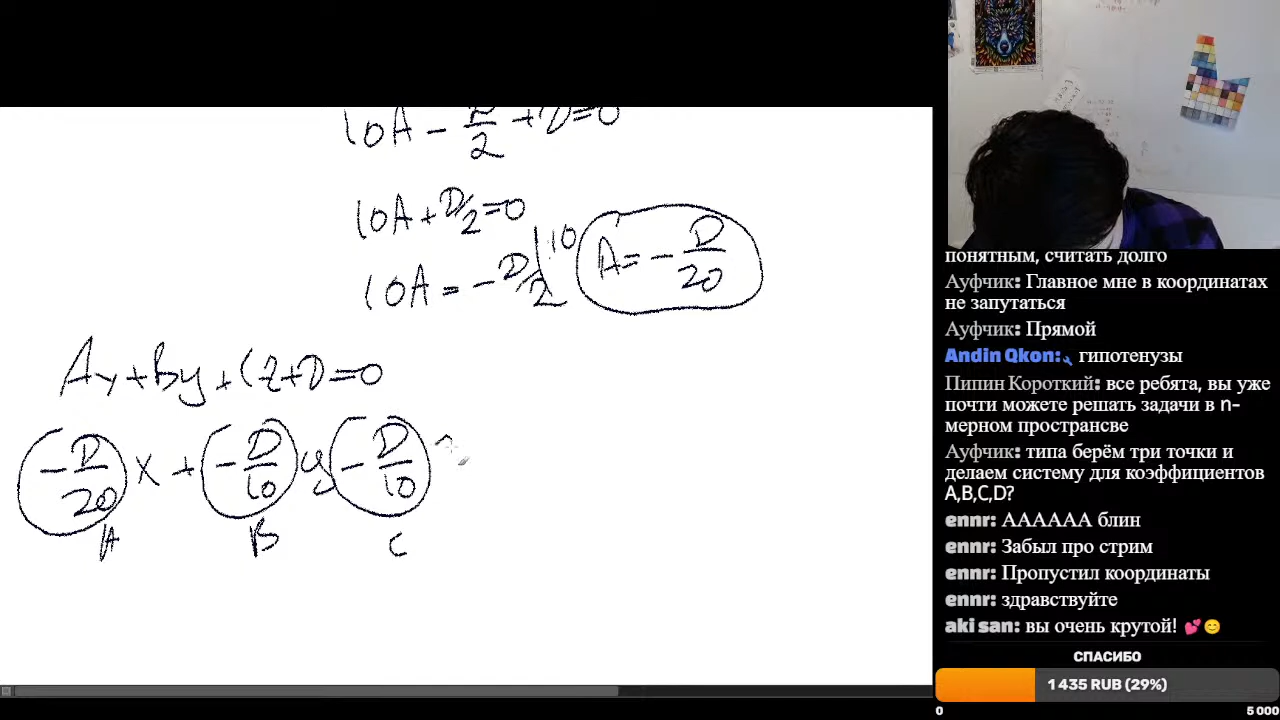 10A - D/2 + D = 0
10A + D/2 = 0
10A = - D/2 | :10
A = - D/20
Ay + By + Cz + D = 0
- D/20 x + - D/10 y - D/10
A B C
понятным, считать долго
Ауфчик: Главное мне в координатах
не запутаться
Ауфчик: Прямой
Andin Qkon: гипотенузы
Пипин Короткий: все ребята, вы уже
почти можете решать задачи в n-
мерном пространсве
Ауфчик: типа берём три точки и
делаем систему для коэффициентов
A,B,C,D?
ennr: АААААА блин
ennr: Забыл про стрим
ennr: Пропустил координаты
ennr: здравствуйте
aki san: вы очень крутой! 💕😊
СПАСИБО
1 435 RUB (29%)
0 5 000